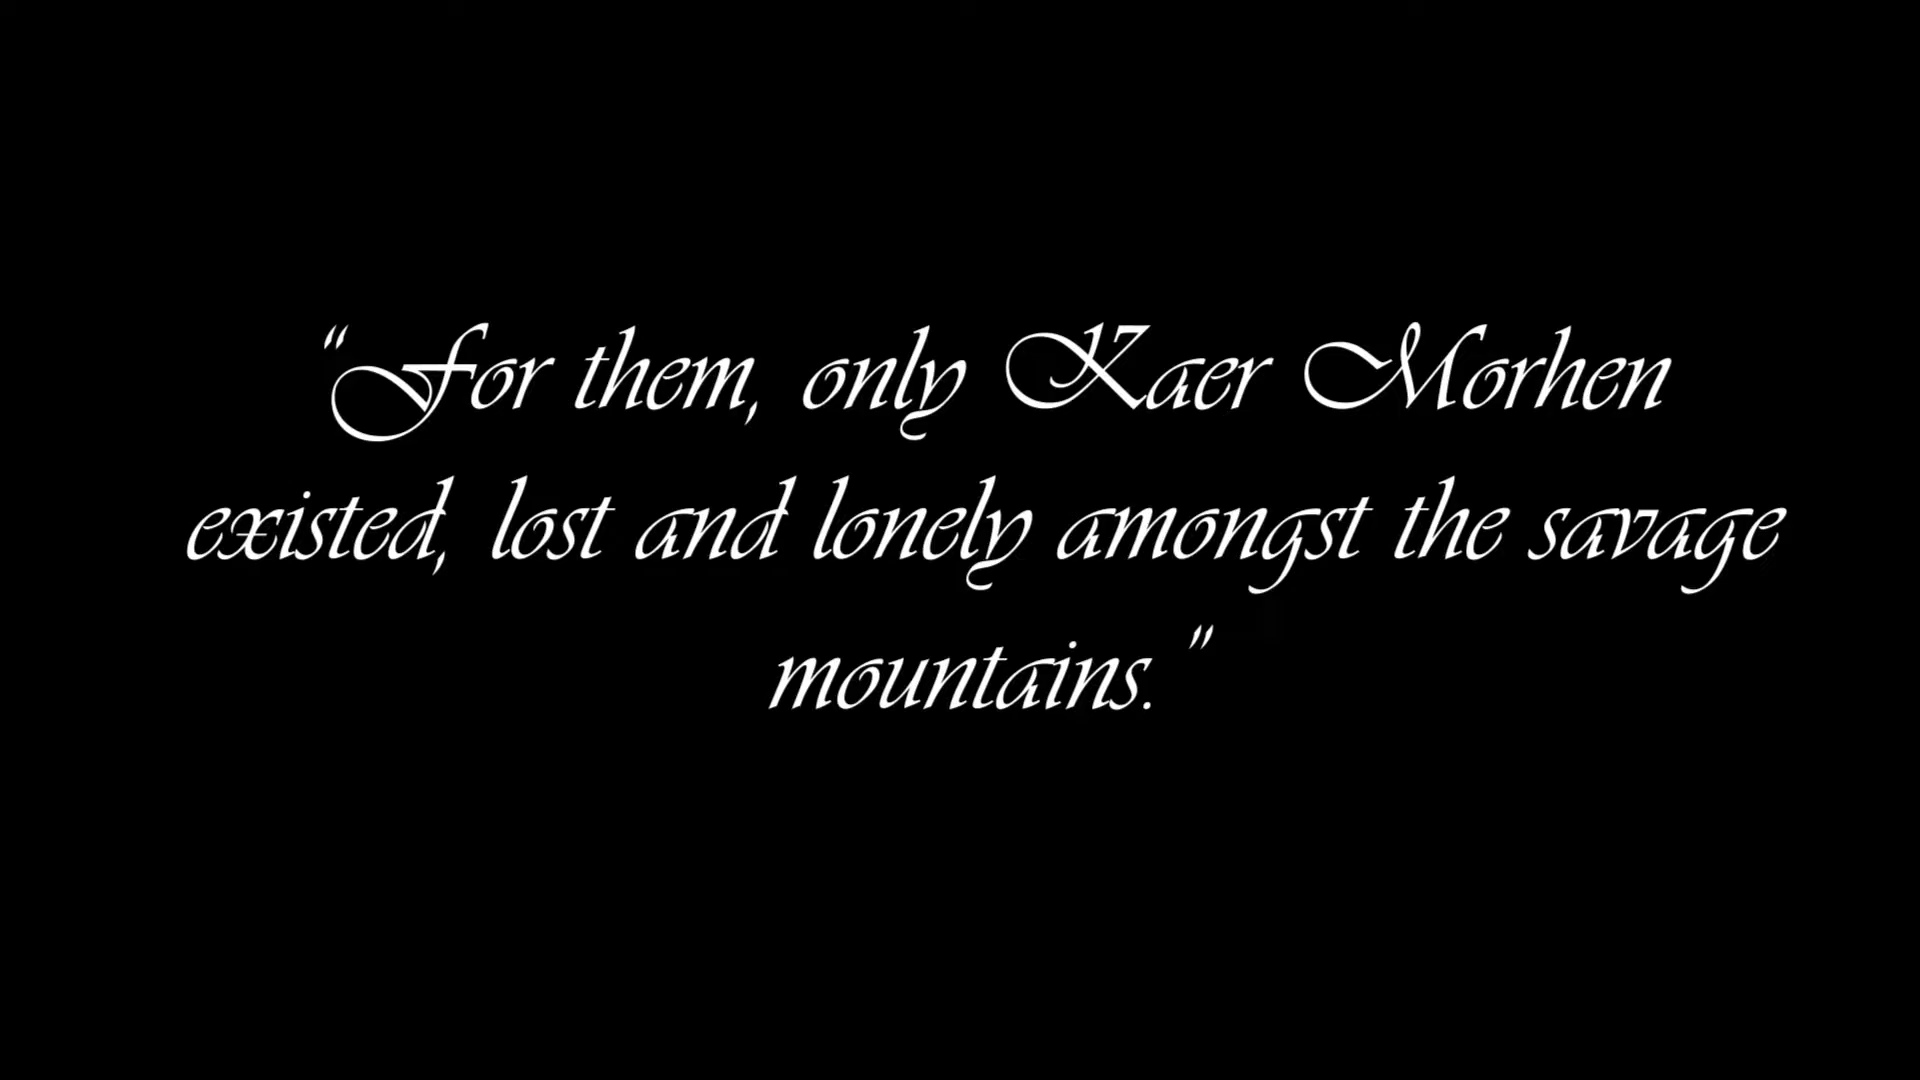 “For them, only Kaer Morhen
existed, lost and lonely amongst the savage
mountains.”